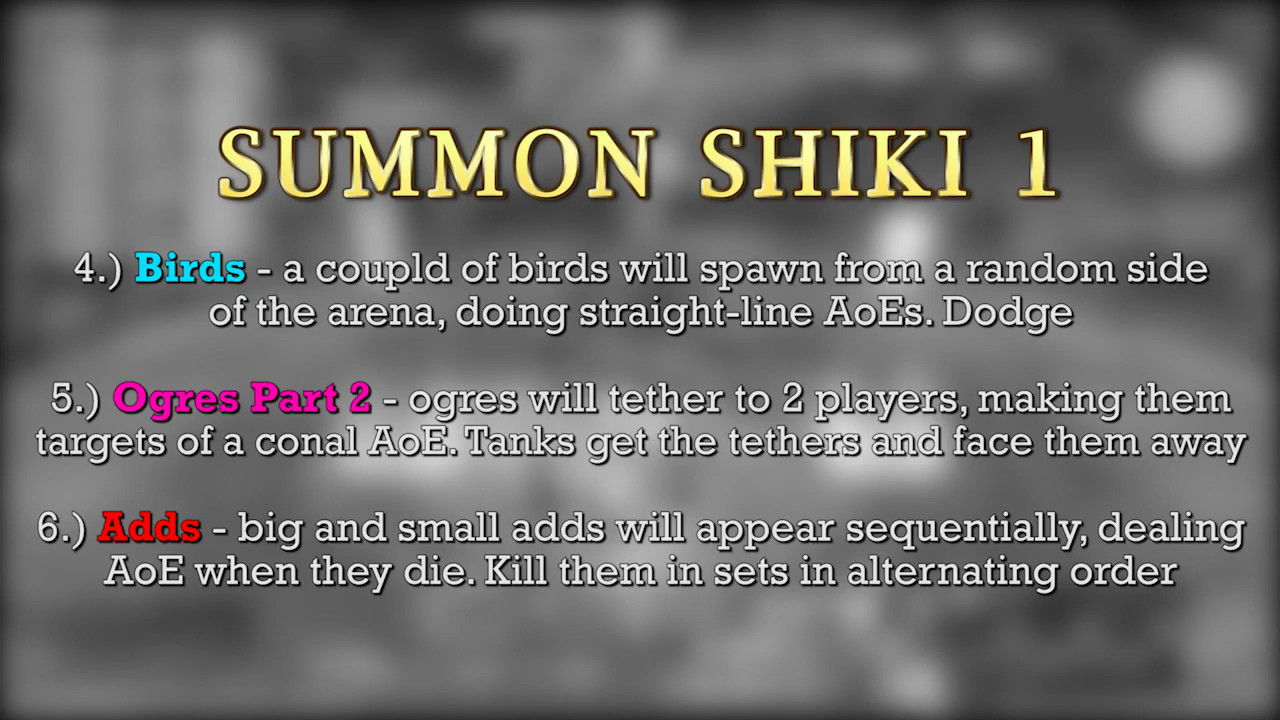 SUMMON SHIKI 1
4.) Birds - a coupld of birds will spawn from a random side
of the arena, doing straight-line AoEs. Dodge
5.) Ogres Part 2 - ogres will tether to 2 players, making them
targets of a conal AoE. Tanks get the tethers and face them away
6.) Adds - big and small adds will appear sequentially, dealing
AoE when they die. Kill them in sets in alternating order